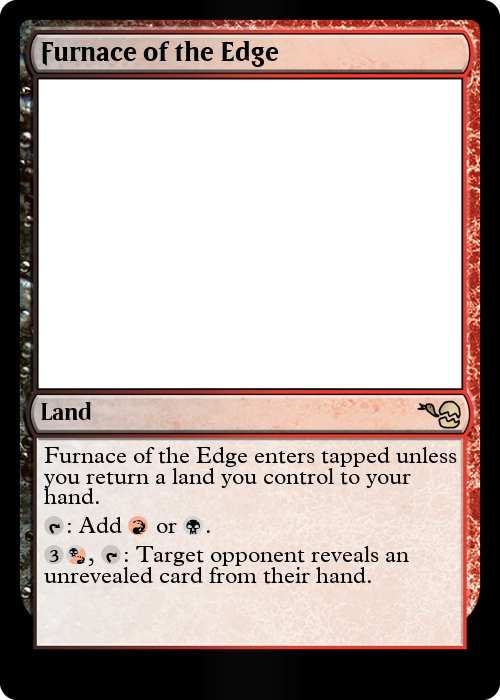 Furnace of the Edge
Land
Furnace of the Edge enters tapped unless
you return a land you control to your
hand.
: Add or .
3 , : Target opponent reveals an
unrevealed card from their hand.